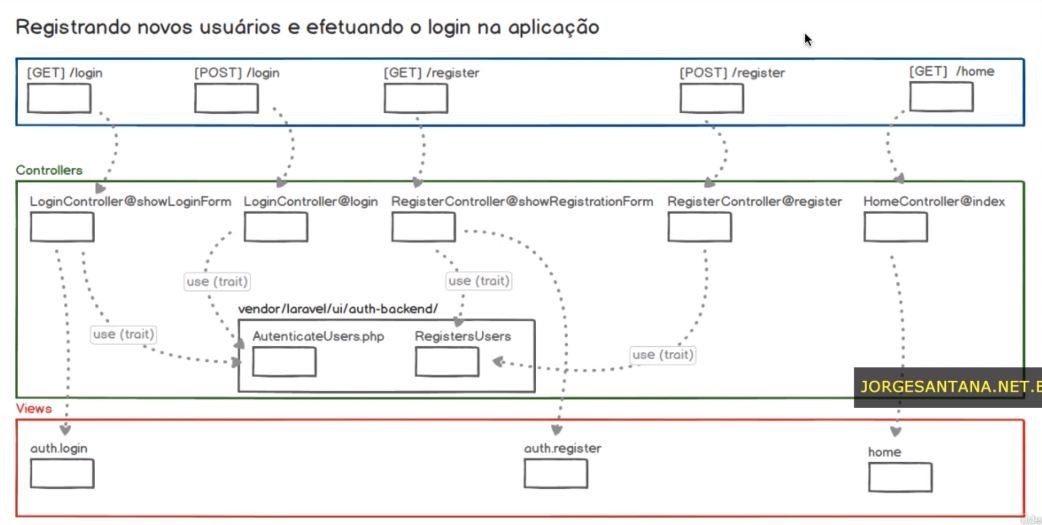 Registrando novos usuários e efetuando o login na aplicação
[GET] /login
[POST] /login
[GET] /register
[POST] /register
[GET] /home
Controllers
LoginController@showLoginForm
LoginController@login
RegisterController@showRegistrationForm
RegisterController@register
HomeController@index
use (trait)
use (trait)
vendor/laravel/ui/auth-backend/
use (trait)
AutenticateUsers.php
RegistersUsers
use (trait)
JORGESANTANA.NET.B
Views
auth.login
auth.register
home